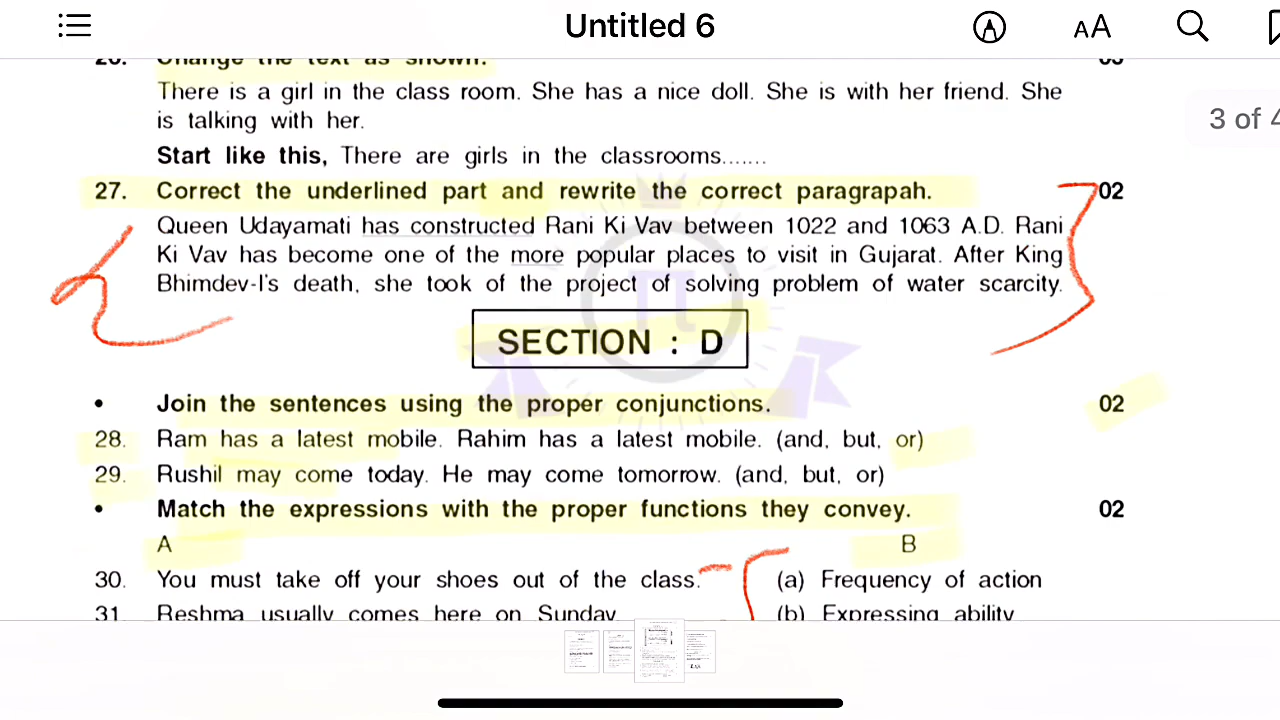 Untitled 6
AA
3 of 4
26. Change the text as shown. 03
There is a girl in the class room. She has a nice doll. She is with her friend. She
is talking with her.
Start like this, There are girls in the classrooms.......
27. Correct the underlined part and rewrite the correct paragrapah. 02
Queen Udayamati has constructed Rani Ki Vav between 1022 and 1063 A.D. Rani
Ki Vav has become one of the more popular places to visit in Gujarat. After King
Bhimdev-I's death, she took of the project of solving problem of water scarcity.
SECTION : D
• Join the sentences using the proper conjunctions. 02
28. Ram has a latest mobile. Rahim has a latest mobile. (and, but, or)
29. Rushil may come today. He may come tomorrow. (and, but, or)
• Match the expressions with the proper functions they convey. 02
A B
30. You must take off your shoes out of the class. (a) Frequency of action
31 Reshma usually comes here on Sunday (b) Expressing ability